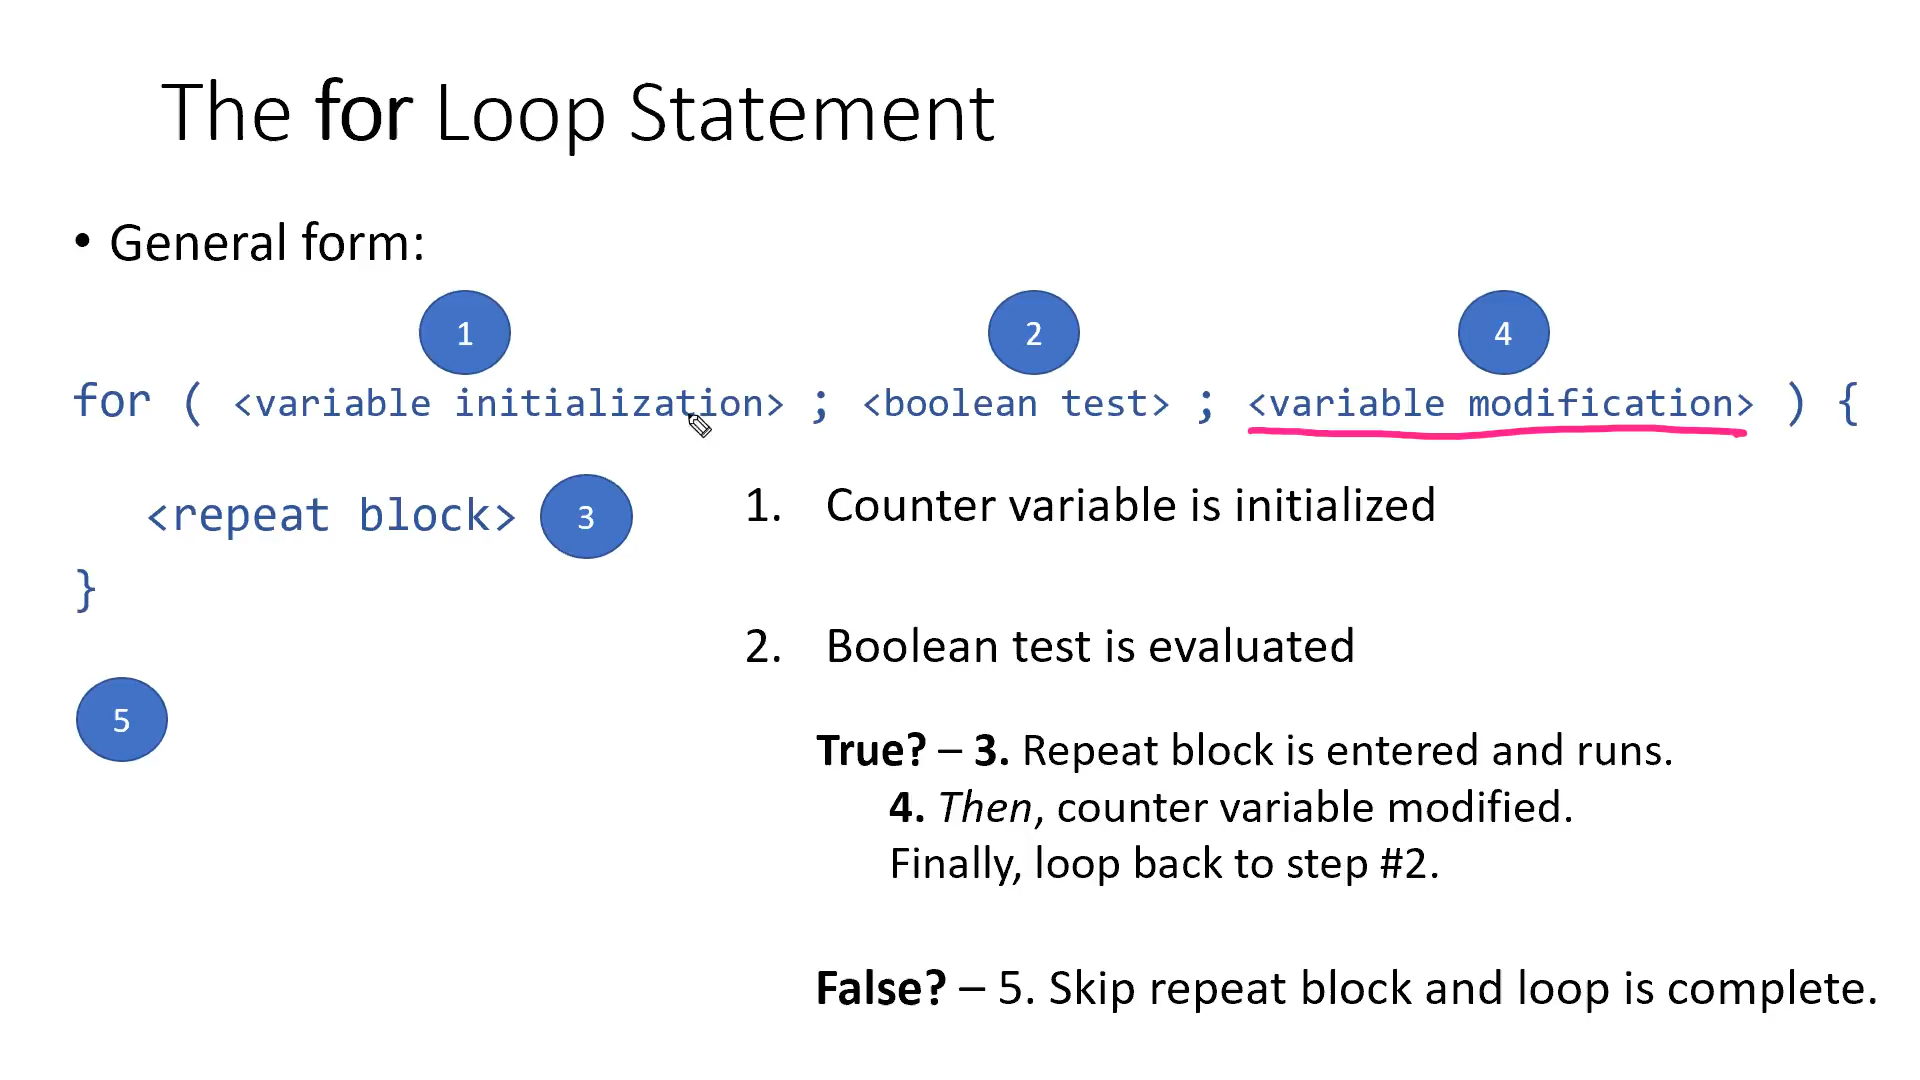 The for Loop Statement
• General form:
1 2 4
for ( <variable initialization> ; <boolean test> ; <variable modification> ) {
<repeat block> 3
}
5
1. Counter variable is initialized
2. Boolean test is evaluated
True? – 3. Repeat block is entered and runs.
4. Then, counter variable modified.
Finally, loop back to step #2.
False? – 5. Skip repeat block and loop is complete.